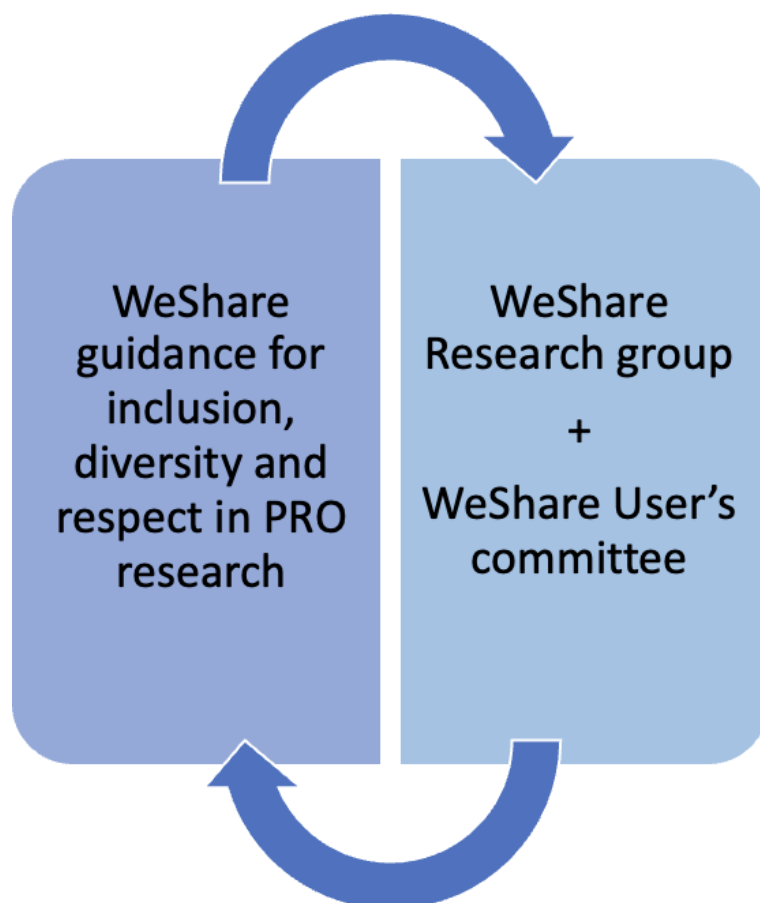 WeShare
guidance for
inclusion,
diversity and
respect in PRO
research
WeShare
Research group
+
WeShare User’s
committee